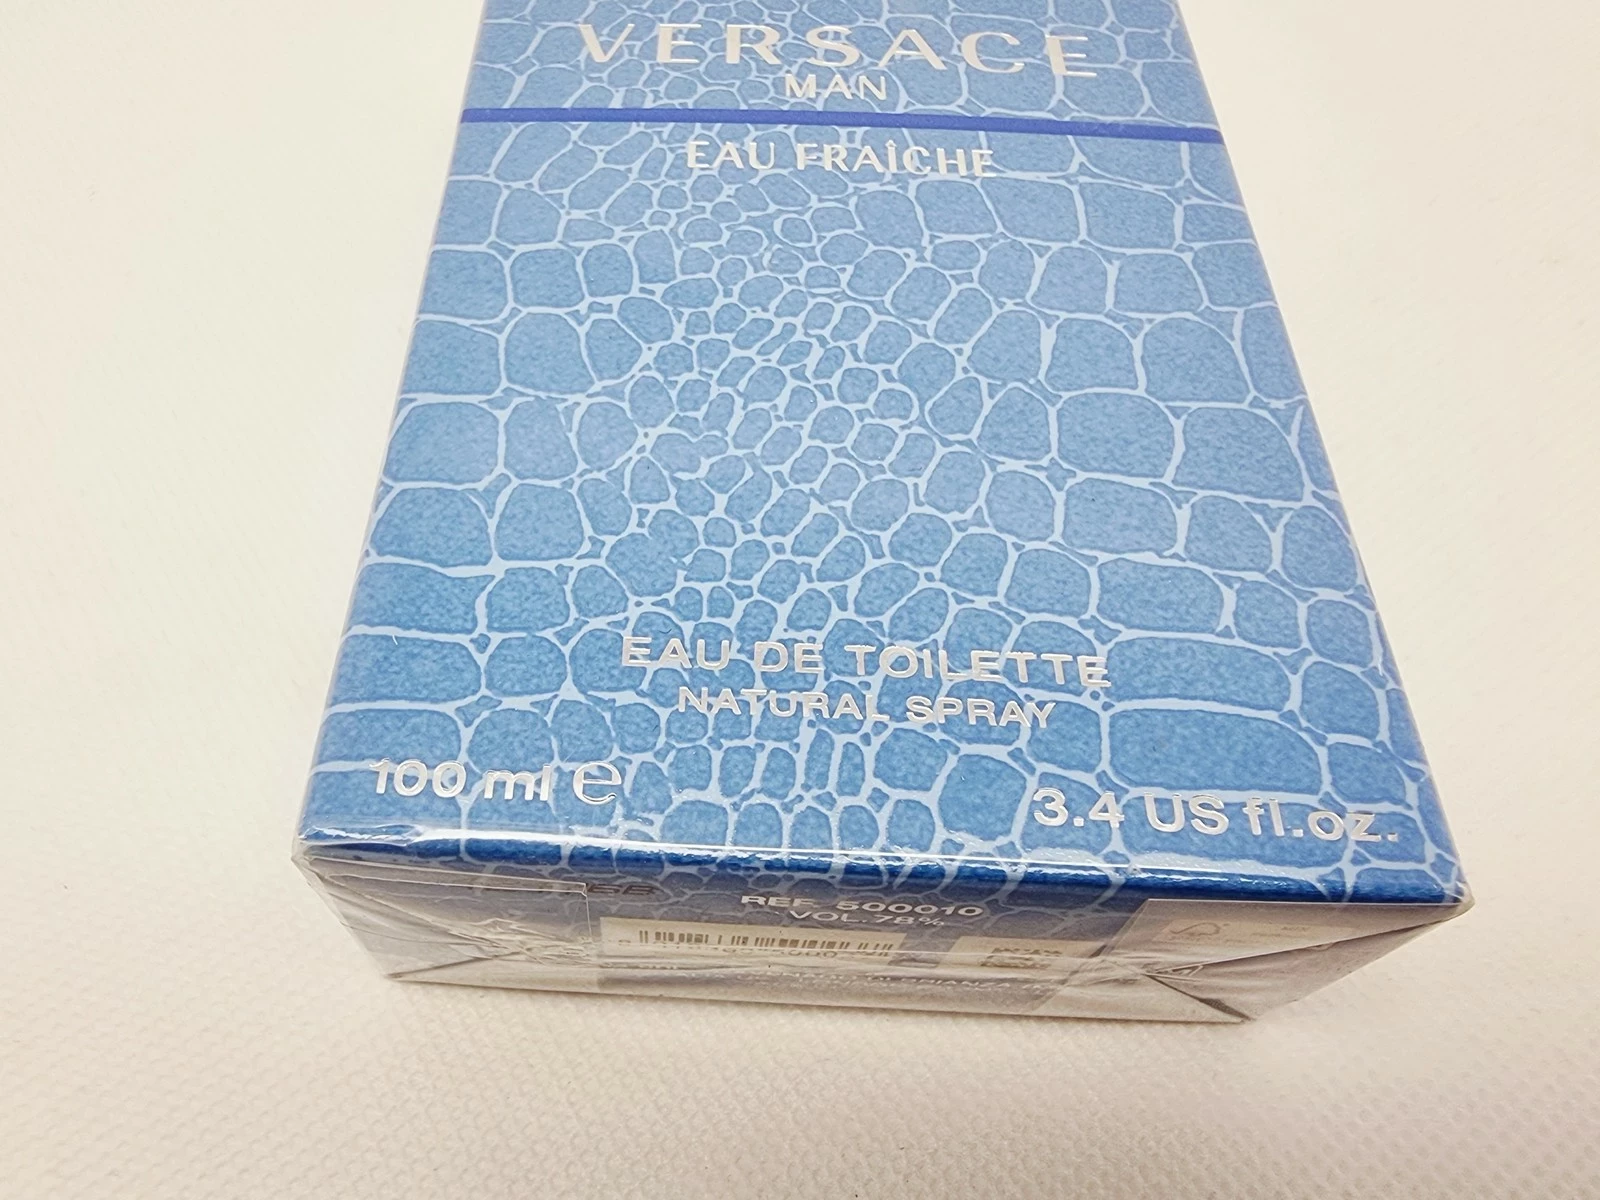 VERSACE
MAN
EAU FRAÎCHE
EAU DE TOILETTE
NATURAL SPRAY
100 ml ℮
3.4 US fl.oz.
REF. 500010
VOL. 78%